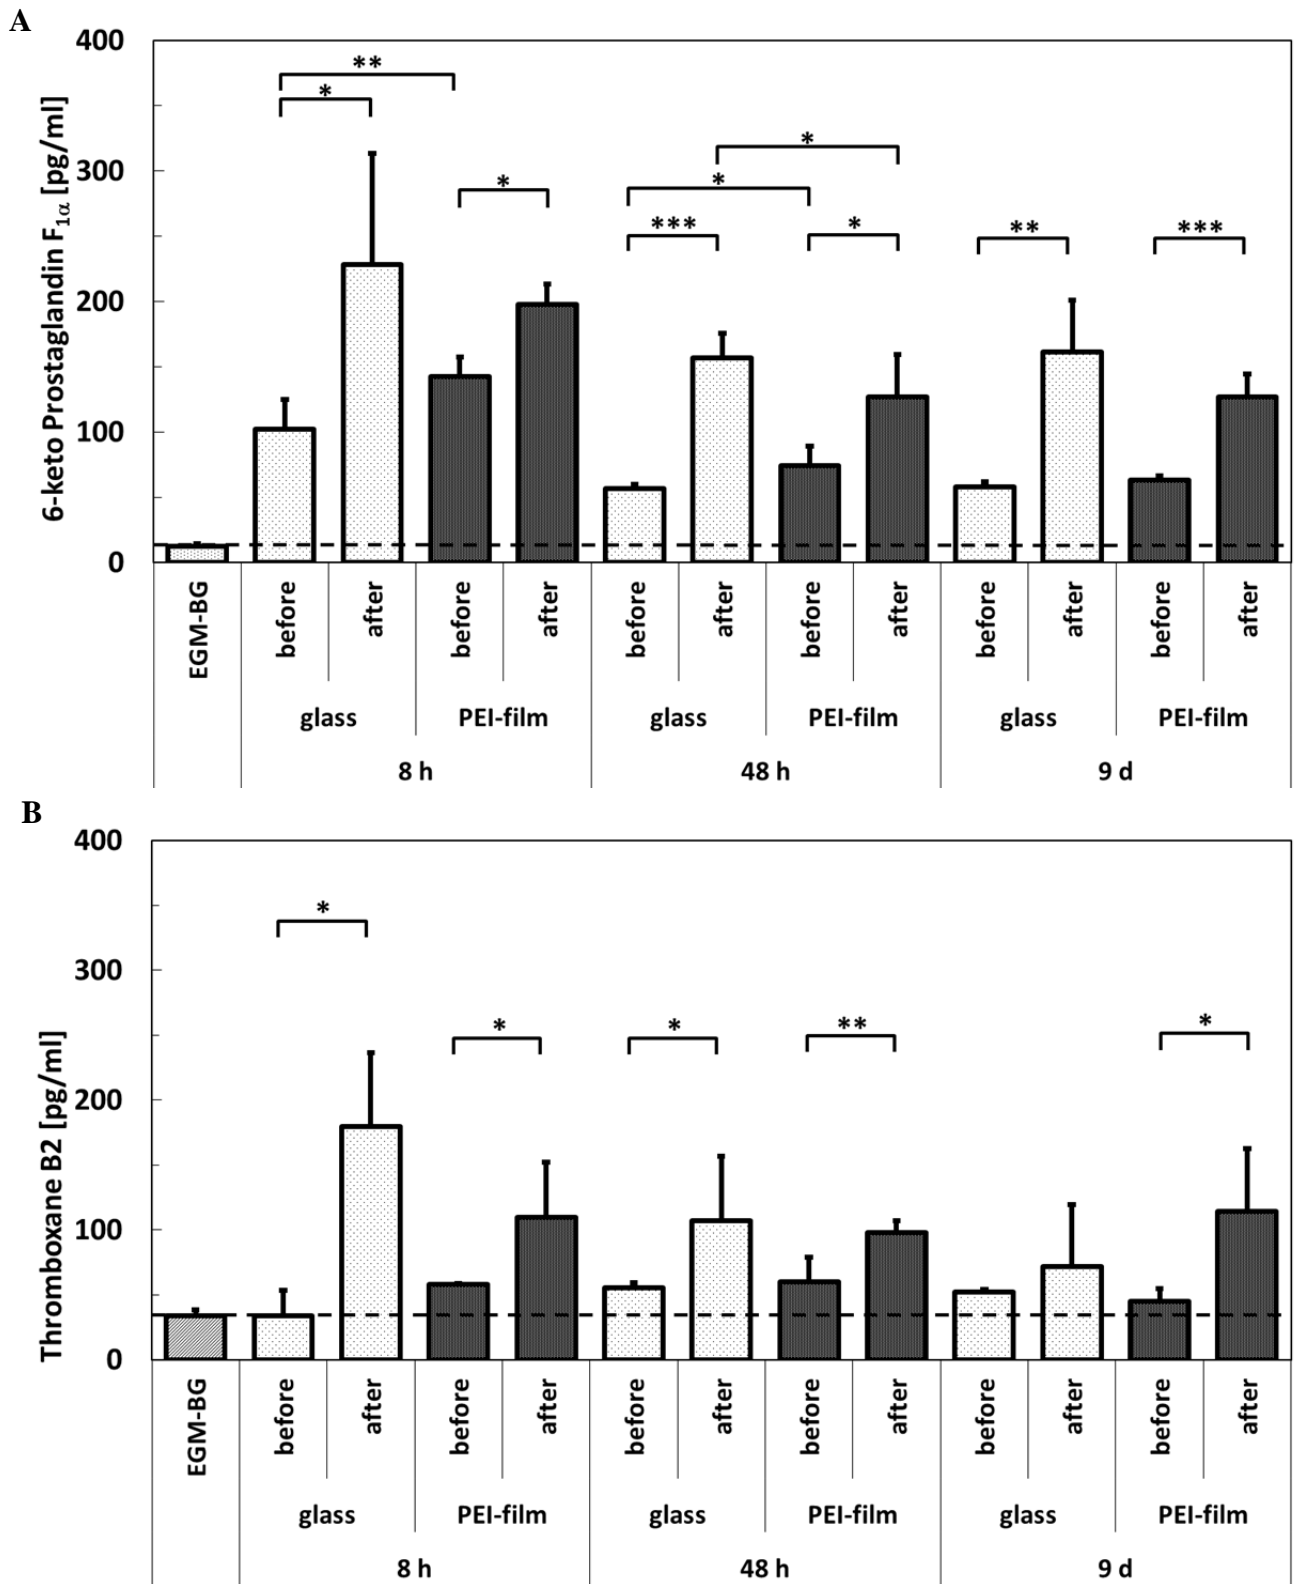 A
6-keto Prostaglandin F1α [pg/ml]
400
300
200
100
0
**
*
*
*
*
***
*
**
***
EGM-BG
before
after
before
after
before
after
before
after
before
after
before
after
glass
PEI-film
glass
PEI-film
glass
PEI-film
8 h
48 h
9 d
B
Thromboxane B2 [pg/ml]
400
300
200
100
0
*
*
*
**
*
EGM-BG
before
after
before
after
before
after
before
after
before
after
before
after
glass
PEI-film
glass
PEI-film
glass
PEI-film
8 h
48 h
9 d